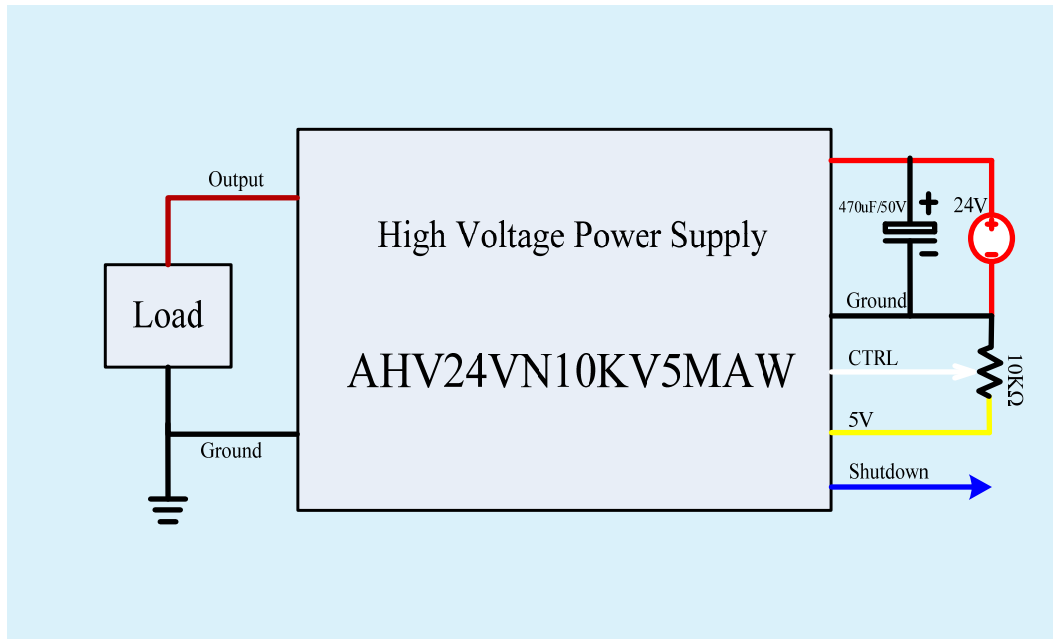 Output
Load
Ground
High Voltage Power Supply
AHV24VN10KV5MAW
470uF/50V
+
-
24V
+
-
Ground
CTRL
10KΩ
5V
Shutdown